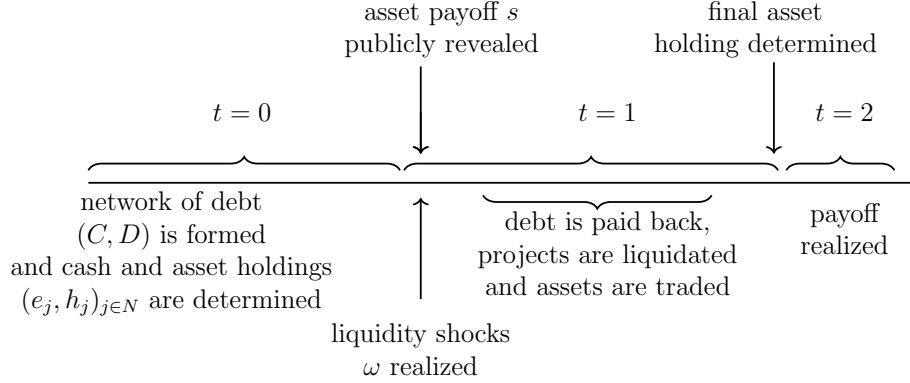 asset payoff s
publicly revealed
final asset
holding determined
t = 0
t = 1
t = 2
network of debt
(C, D) is formed
and cash and asset holdings
(e_j, h_j)_{j∈N} are determined
debt is paid back,
projects are liquidated
and assets are traded
payoff
realized
liquidity shocks
ω realized